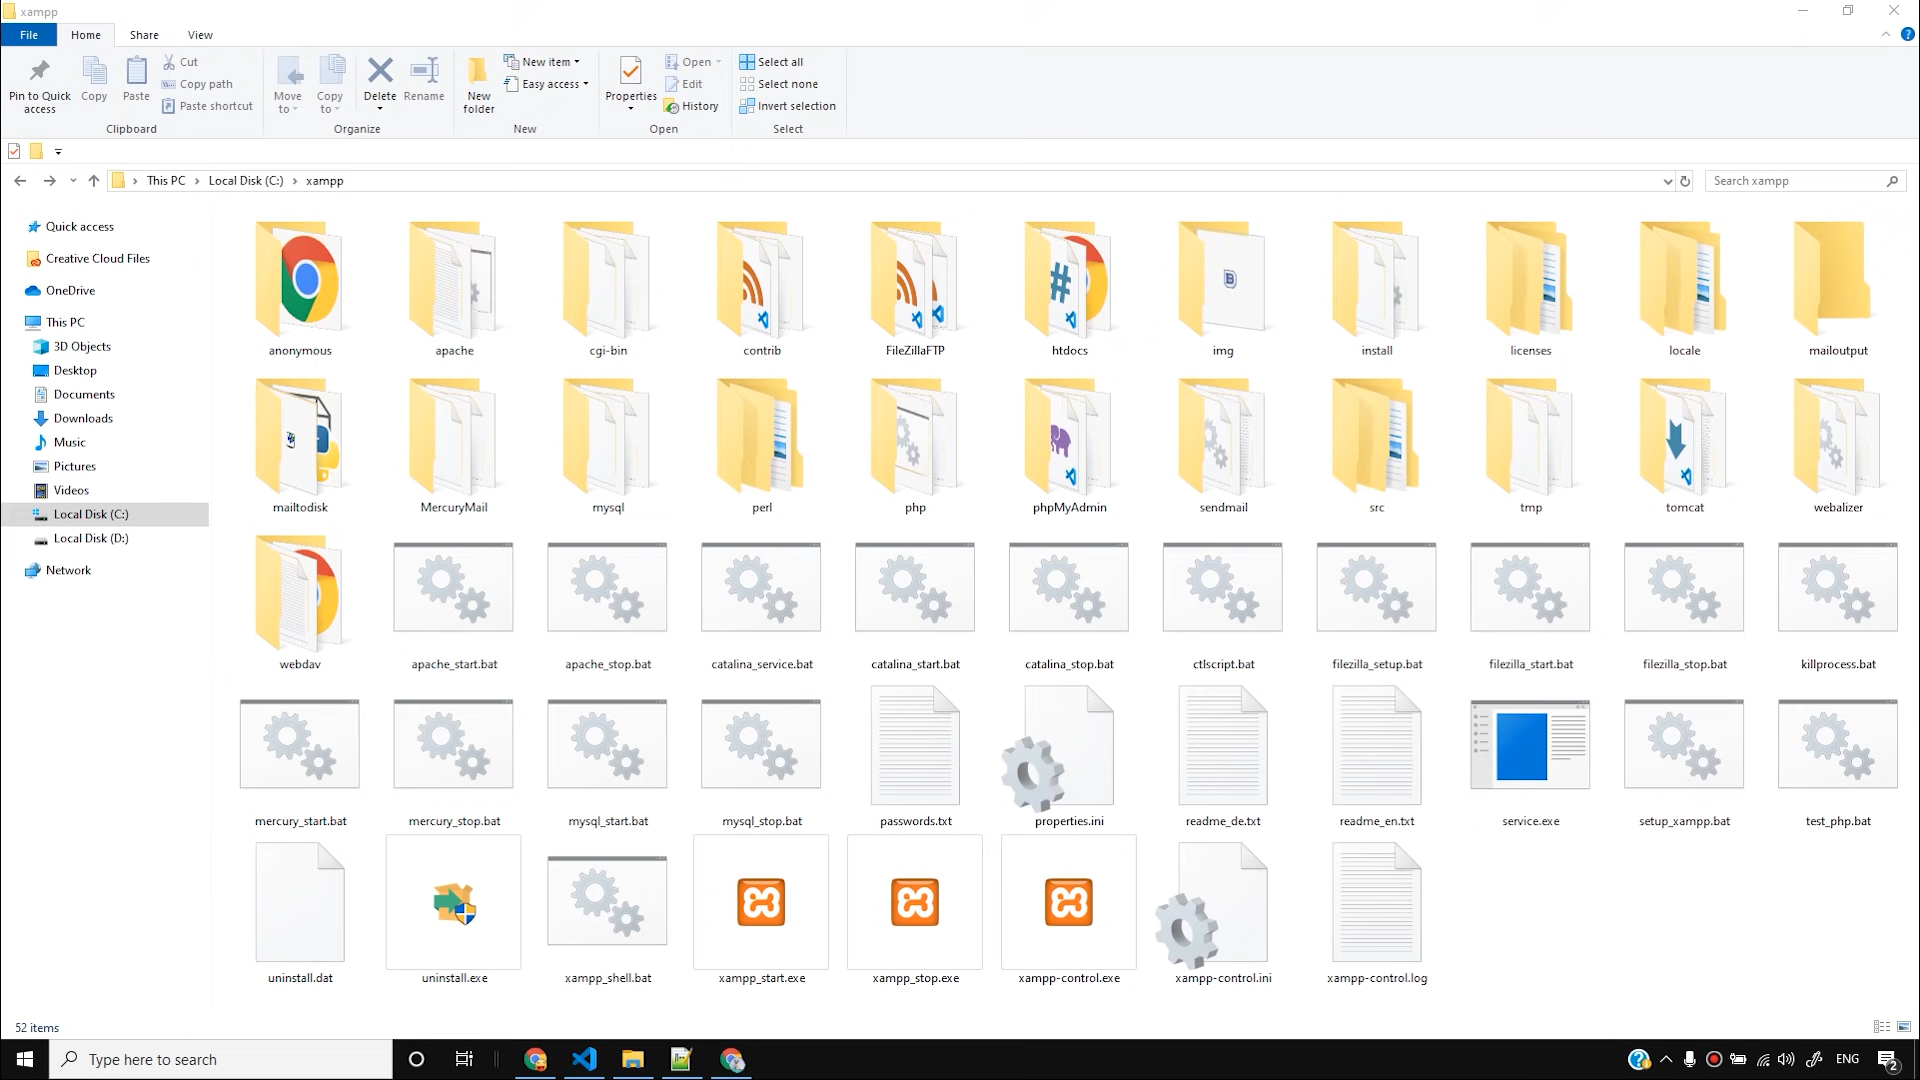 xampp
File Home Share View
Pin to Quick access
Copy
Paste
Cut
Copy path
Paste shortcut
Clipboard
Move to
Copy to
Delete
Rename
Organize
New folder
New item
Easy access
New
Properties
Open
Edit
History
Open
Select all
Select none
Invert selection
Select
This PC Local Disk (C:) xampp
Search xampp
Quick access
Creative Cloud Files
OneDrive
This PC
3D Objects
Desktop
Documents
Downloads
Music
Pictures
Videos
Local Disk (C:)
Local Disk (D:)
Network
anonymous apache cgi-bin contrib FileZillaFTP htdocs img install licenses locale mailoutput
mailtodisk MercuryMail mysql perl php phpMyAdmin sendmail src tmp tomcat webalizer
webdav apache_start.bat apache_stop.bat catalina_service.bat catalina_start.bat catalina_stop.bat ctlscript.bat filezilla_setup.bat filezilla_start.bat filezilla_stop.bat killprocess.bat
mercury_start.bat mercury_stop.bat mysql_start.bat mysql_stop.bat passwords.txt properties.ini readme_de.txt readme_en.txt service.exe setup_xampp.bat test_php.bat
uninstall.dat uninstall.exe xampp_shell.bat xampp_start.exe xampp_stop.exe xampp-control.exe xampp-control.ini xampp-control.log
52 items
Type here to search
ENG
2